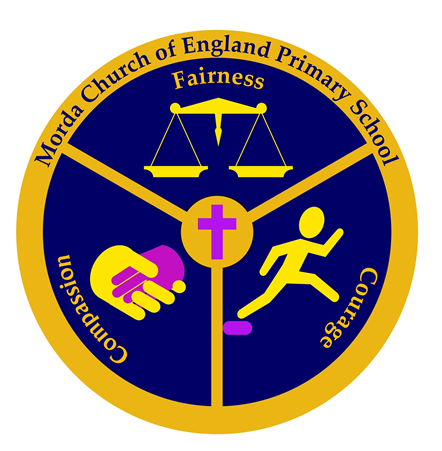 Morda Church of England Primary School
Fairness
Compassion
Courage